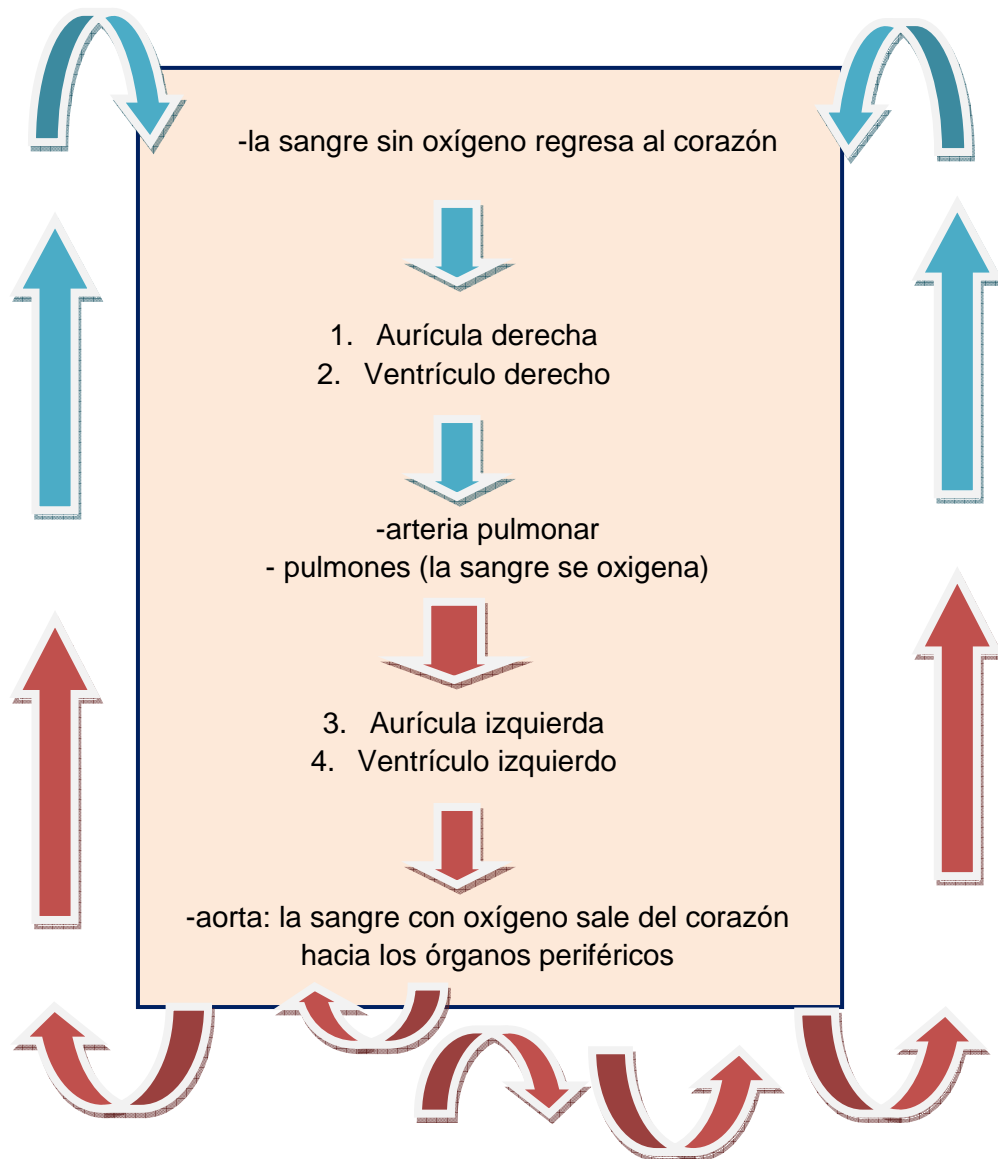 -la sangre sin oxígeno regresa al corazón
1. Aurícula derecha
2. Ventrículo derecho
-arteria pulmonar
- pulmones (la sangre se oxigena)
3. Aurícula izquierda
4. Ventrículo izquierdo
-aorta: la sangre con oxígeno sale del corazón
hacia los órganos periféricos